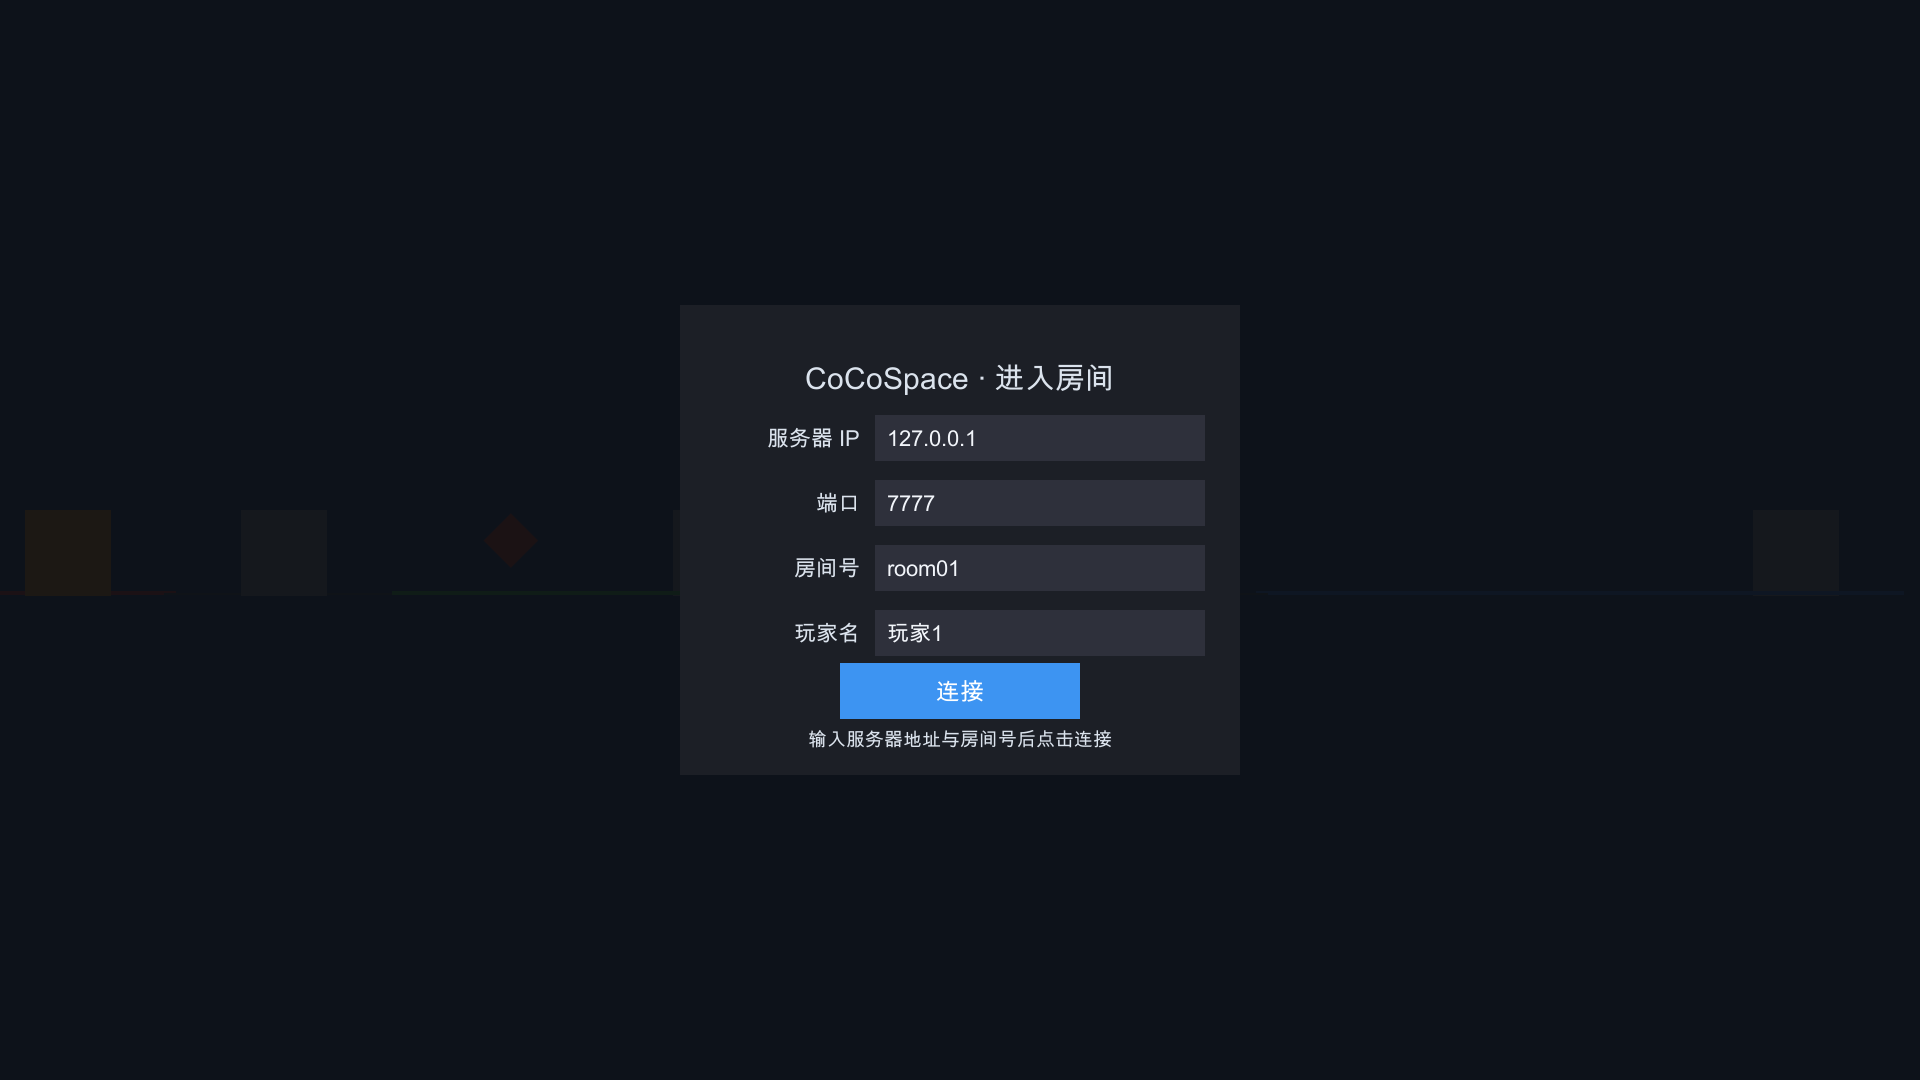 CoCoSpace · 进入房间
服务器 IP 127.0.0.1
端口 7777
房间号 room01
玩家名 玩家1
连接
输入服务器地址与房间号后点击连接